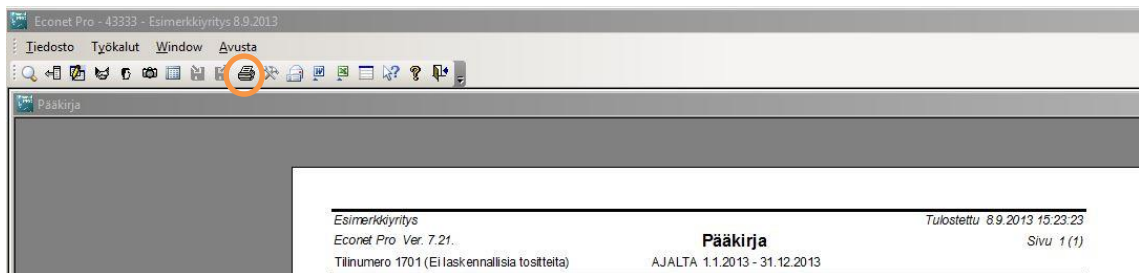 Econet Pro - 43333 - Esimerkkiyritys 8.9.2013
Tiedosto Työkalut Window Avusta
Pääkirja
Esimerkkiyritys Tulostettu 8.9.2013 15:23:23
Econet Pro Ver. 7.21. Pääkirja Sivu 1 (1)
Tilinumero 1701 (Ei laskennallisia tositteita) AJALTA 1.1.2013 - 31.12.2013